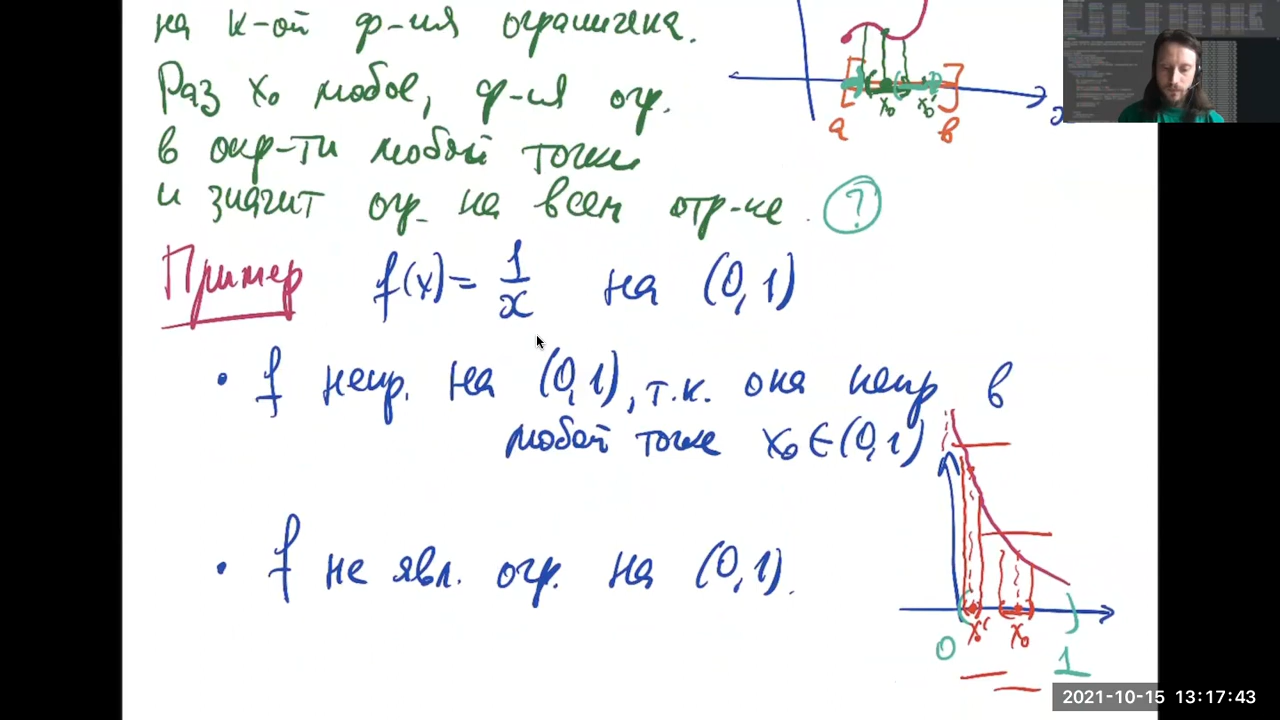 на к-ой ф-ия ограничена.
Раз x₀ любое, ф-ия огр.
в окр-ти любой точки
и значит огр. на всем отр-ке. ?
a x₀ x₀' b
Пример f(x) = 1/x на (0,1)
• f непр. на (0,1), т.к. она непр в
любой точке x₀ ∈ (0,1)
• f не явл. огр. на (0,1).
x₀' x₀
0 1
2021-10-15 13:17:43